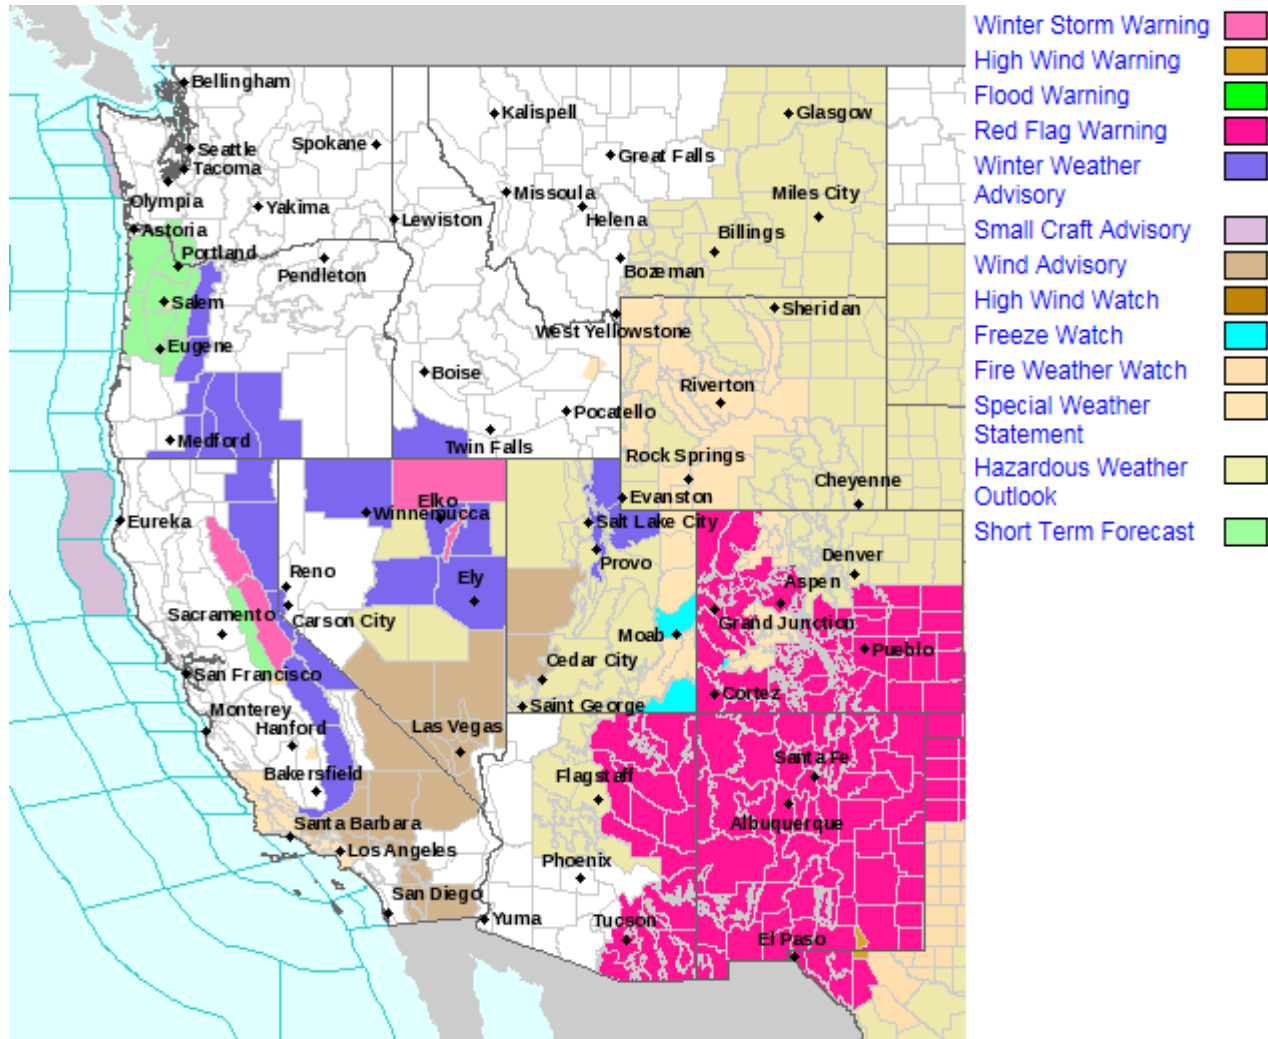 Bellingham
Seattle
Tacoma
Olympia
Spokane
Yakima
Lewiston
Kalispell
Great Falls
Missoula
Helena
Glasgow
Miles City
Billings
Bozeman
Astoria
Portland
Pendleton
Salem
Eugene
West Yellowstone
Sheridan
Boise
Riverton
Pocatello
Medford
Twin Falls
Rock Springs
Cheyenne
Evanston
Elko
Winnemucca
Eureka
Salt Lake City
Provo
Denver
Reno
Ely
Aspen
Sacramento
Carson City
Grand Junction
Moab
Pueblo
San Francisco
Cedar City
Cortez
Saint George
Monterey
Hanford
Las Vegas
Bakersfield
Santa Fe
Flagstaff
Albuquerque
Santa Barbara
Los Angeles
Phoenix
San Diego
Yuma
Tucson
El Paso
Winter Storm Warning
High Wind Warning
Flood Warning
Red Flag Warning
Winter Weather
Advisory
Small Craft Advisory
Wind Advisory
High Wind Watch
Freeze Watch
Fire Weather Watch
Special Weather
Statement
Hazardous Weather
Outlook
Short Term Forecast